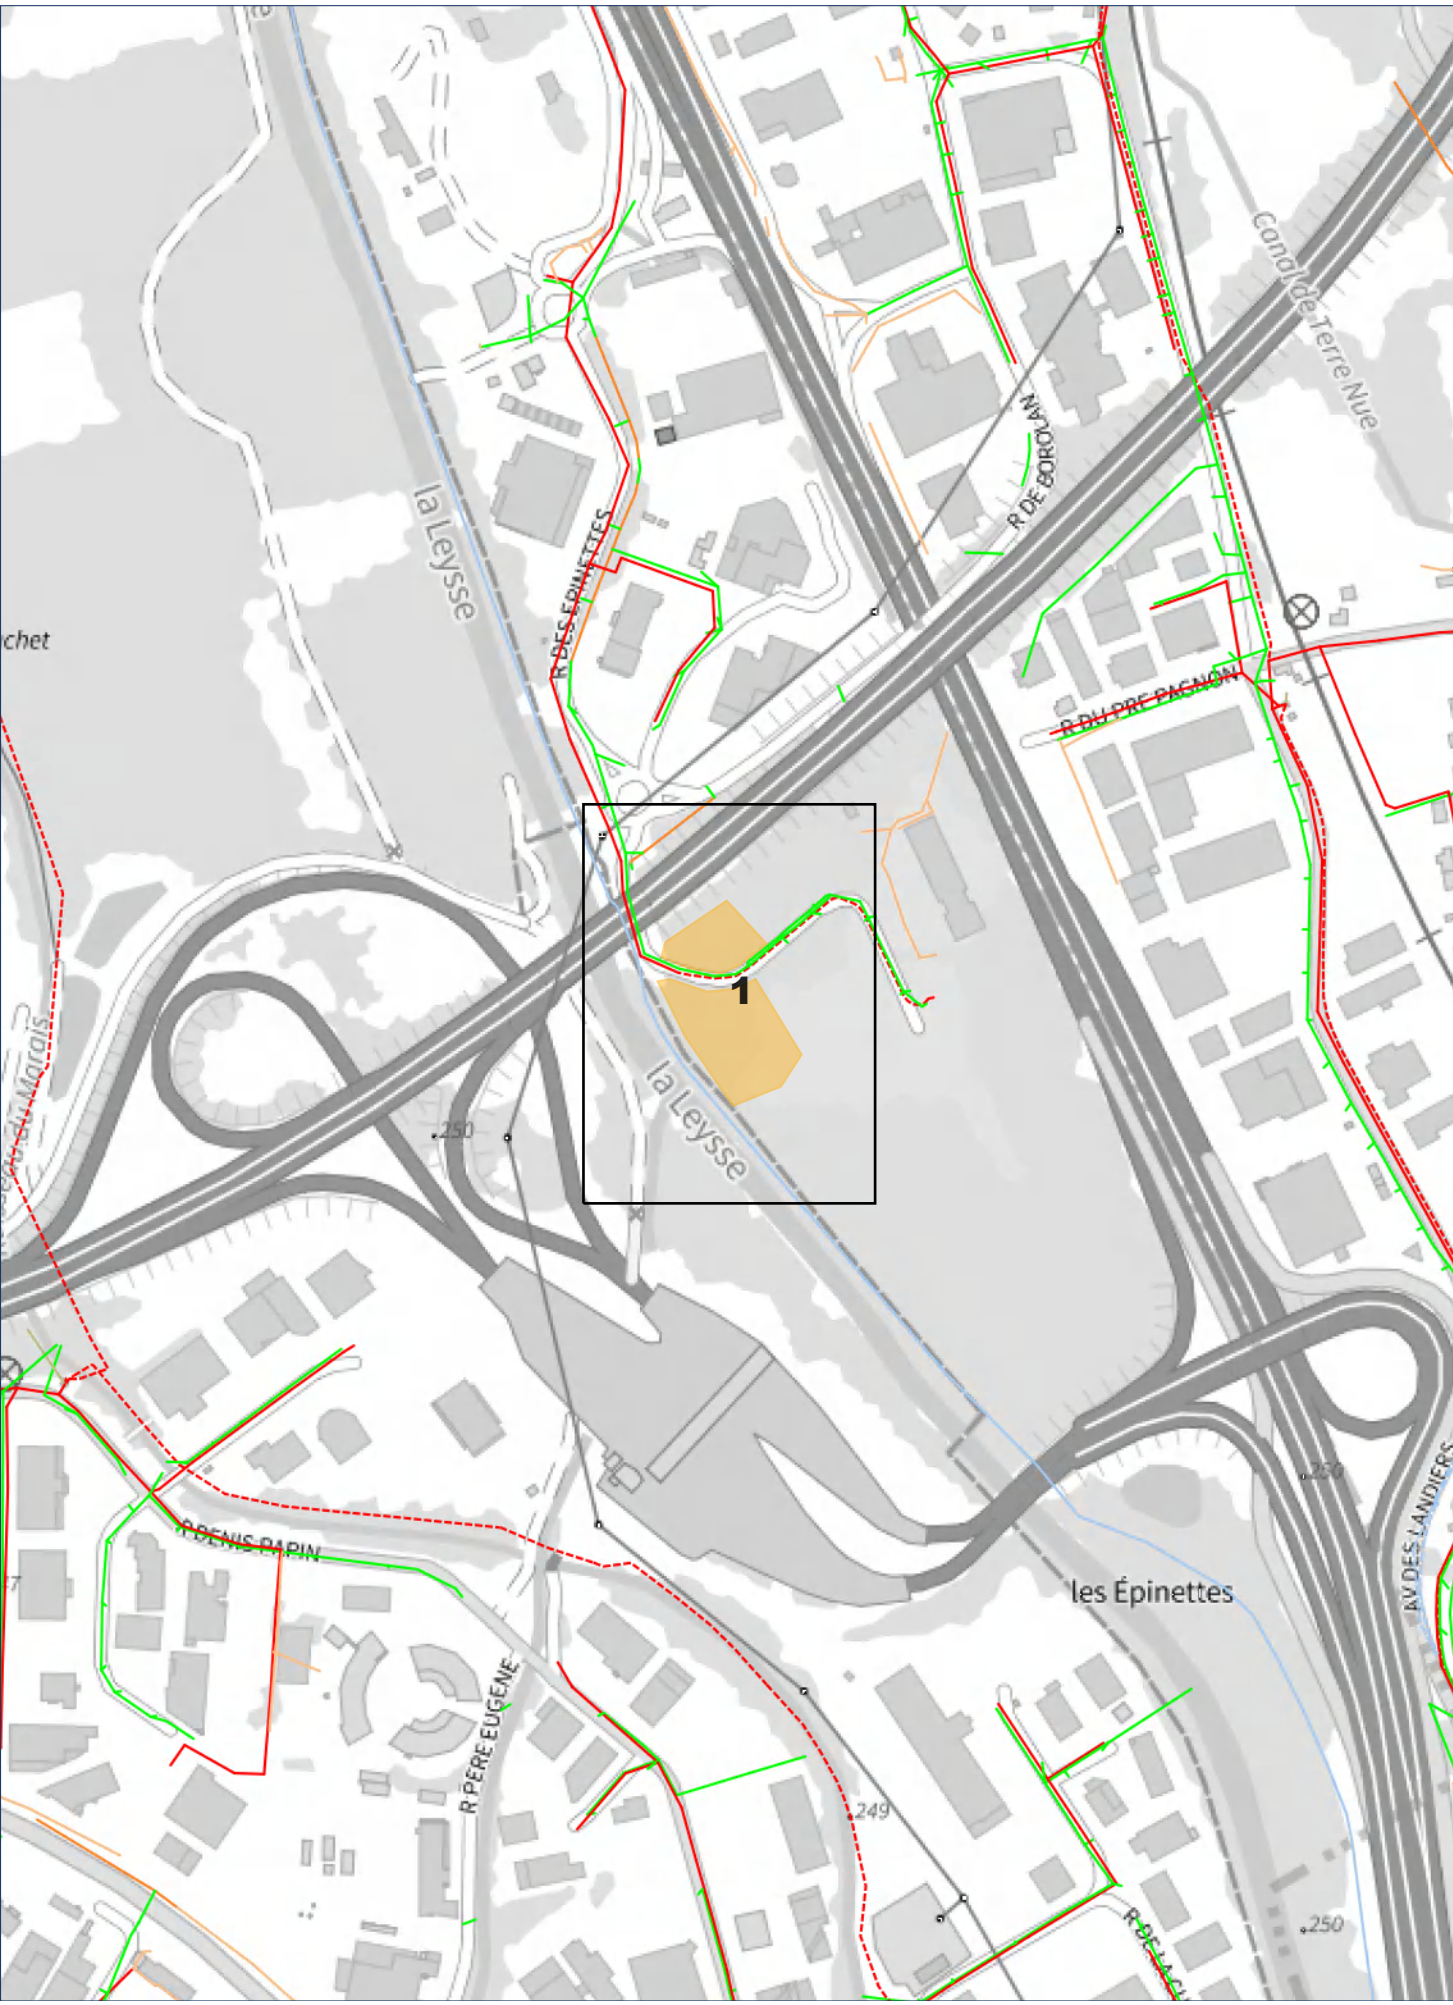 Canal de Terre Nue
R DE BOROLAN
la Leysse
R DES EPINETTES
chet
R DU PRE PAGNON
1
la Leysse
250
250
les Épinettes
AV DES LANDIERS
R DENIS PAPIN
R PERE EUGENE
249
250